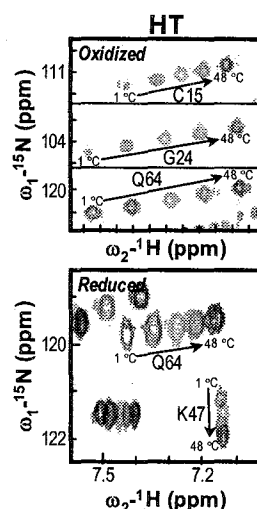 HT
Oxidized
111
1 °C
48 °C
C15
104
1 °C
48 °C
G24
Q64
48 °C
120
1 °C
ω₁-¹⁵N (ppm)
ω₂-¹H (ppm)
Reduced
120
1 °C
48 °C
Q64
1 °C
K47
122
48 °C
7.5
7.2
ω₁-¹⁵N (ppm)
ω₂-¹H (ppm)